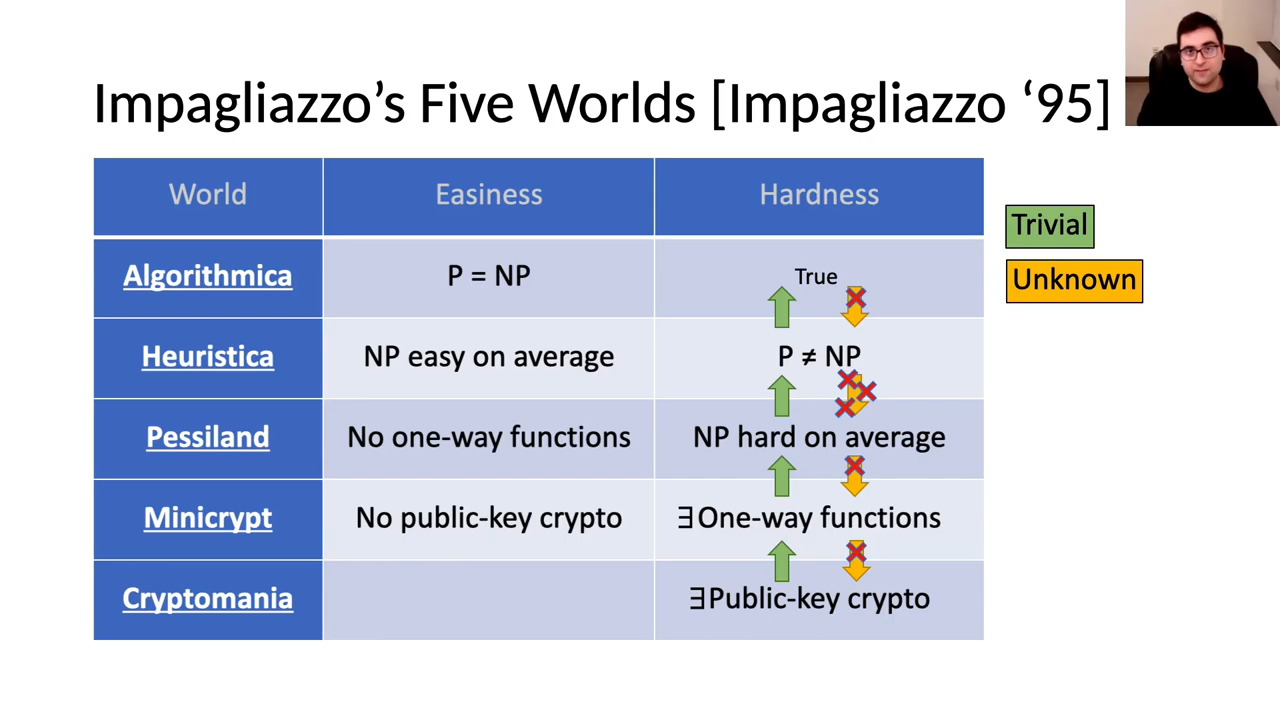 Impagliazzo’s Five Worlds [Impagliazzo ‘95]
World Easiness Hardness
Trivial
Algorithmica P = NP True
Unknown
Heuristica NP easy on average P ≠ NP
Pessiland No one-way functions NP hard on average
Minicrypt No public-key crypto ∃One-way functions
Cryptomania ∃Public-key crypto